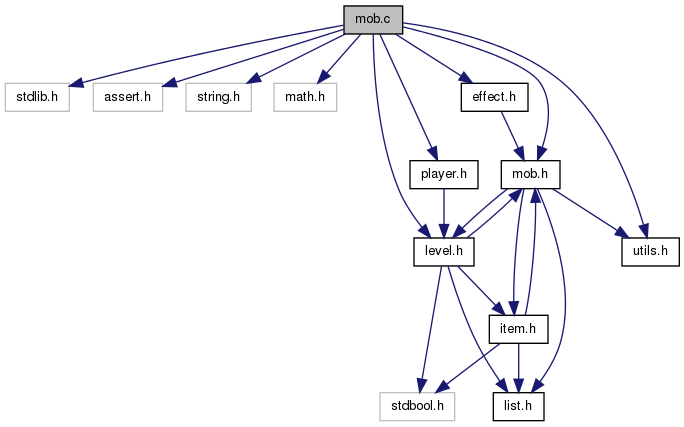 mob.c
stdlib.h
assert.h
string.h
math.h
effect.h
player.h
mob.h
level.h
utils.h
item.h
stdbool.h
list.h